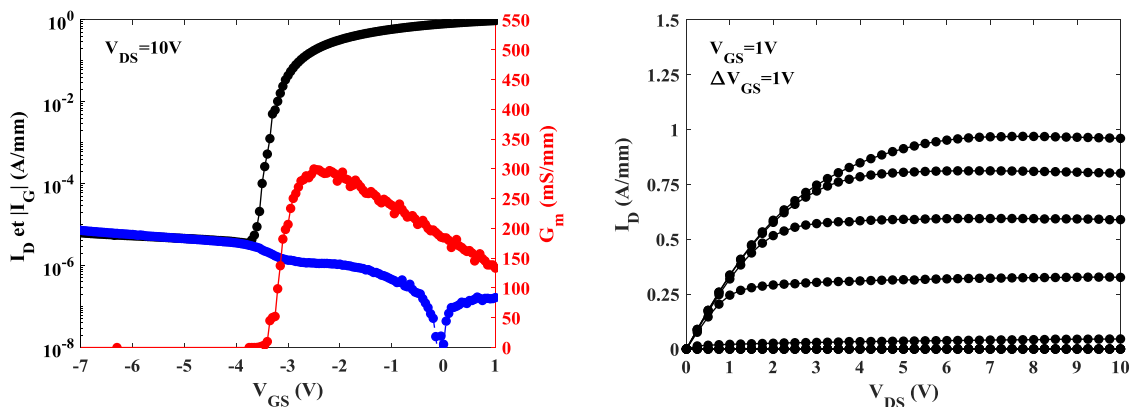 V_DS=10V
I_D et |I_G| (A/mm)
10^0
10^-2
10^-4
10^-6
10^-8
-7 -6 -5 -4 -3 -2 -1 0 1
V_GS (V)
550
500
450
400
350
300
250
200
150
100
50
0
G_m (mS/mm)
V_GS=1V
ΔV_GS=1V
I_D (A/mm)
1.5
1.25
1
0.75
0.5
0.25
0
0 1 2 3 4 5 6 7 8 9 10
V_DS (V)